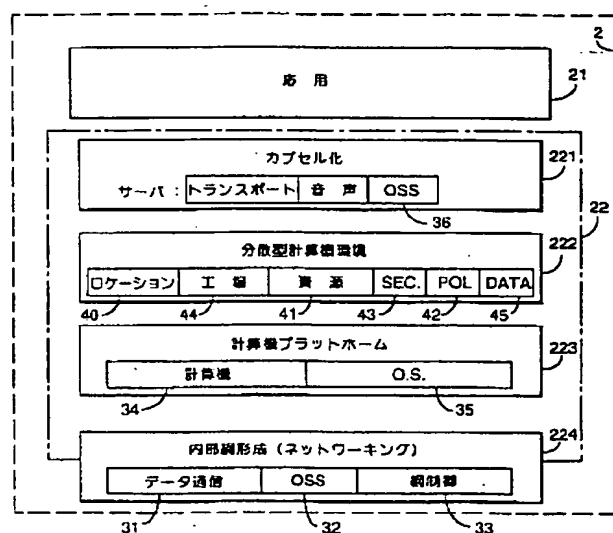 2
応用
21
カプセル化
221
サーバ: トランスポート 音声 OSS
36
22
分散型計算機環境
222
ロケーション 工場 資源 SEC. POL DATA
40 44 41 43 42 45
計算機プラットホーム
223
計算機 O.S.
34 35
内部網形成(ネットワーキング)
224
データ通信 OSS 網制御
31 32 33